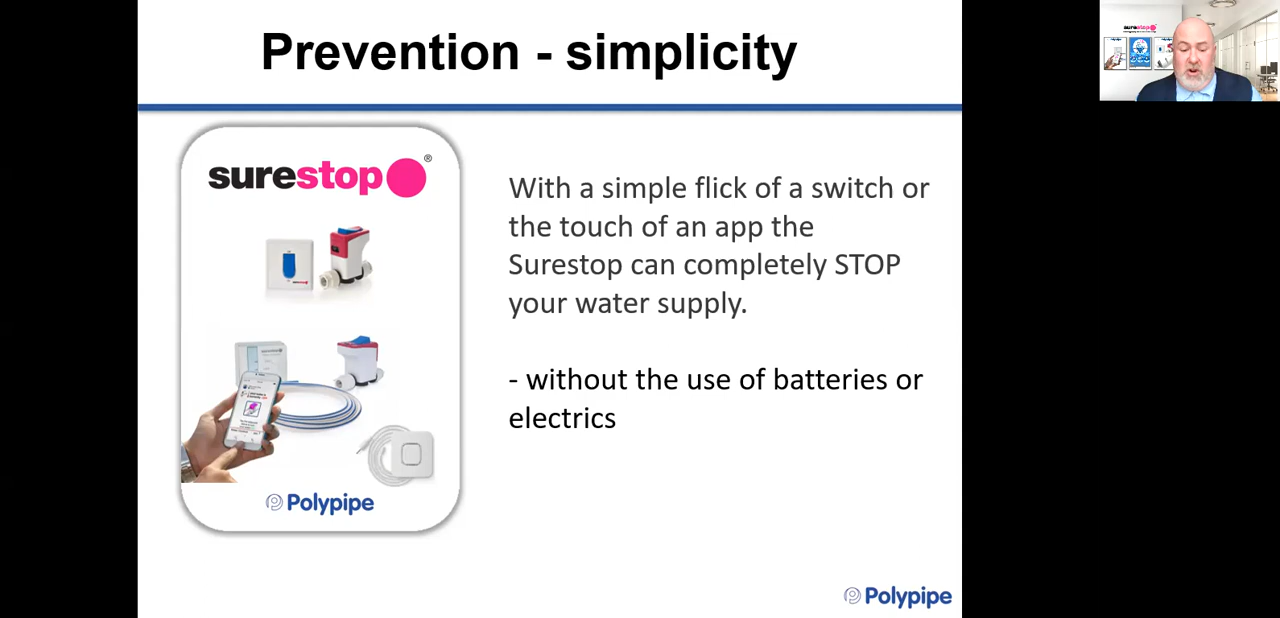 Prevention - simplicity
surestop®
With a simple flick of a switch or
the touch of an app the
Surestop can completely STOP
your water supply.
- without the use of batteries or
electrics
Polypipe
Polypipe
surestop